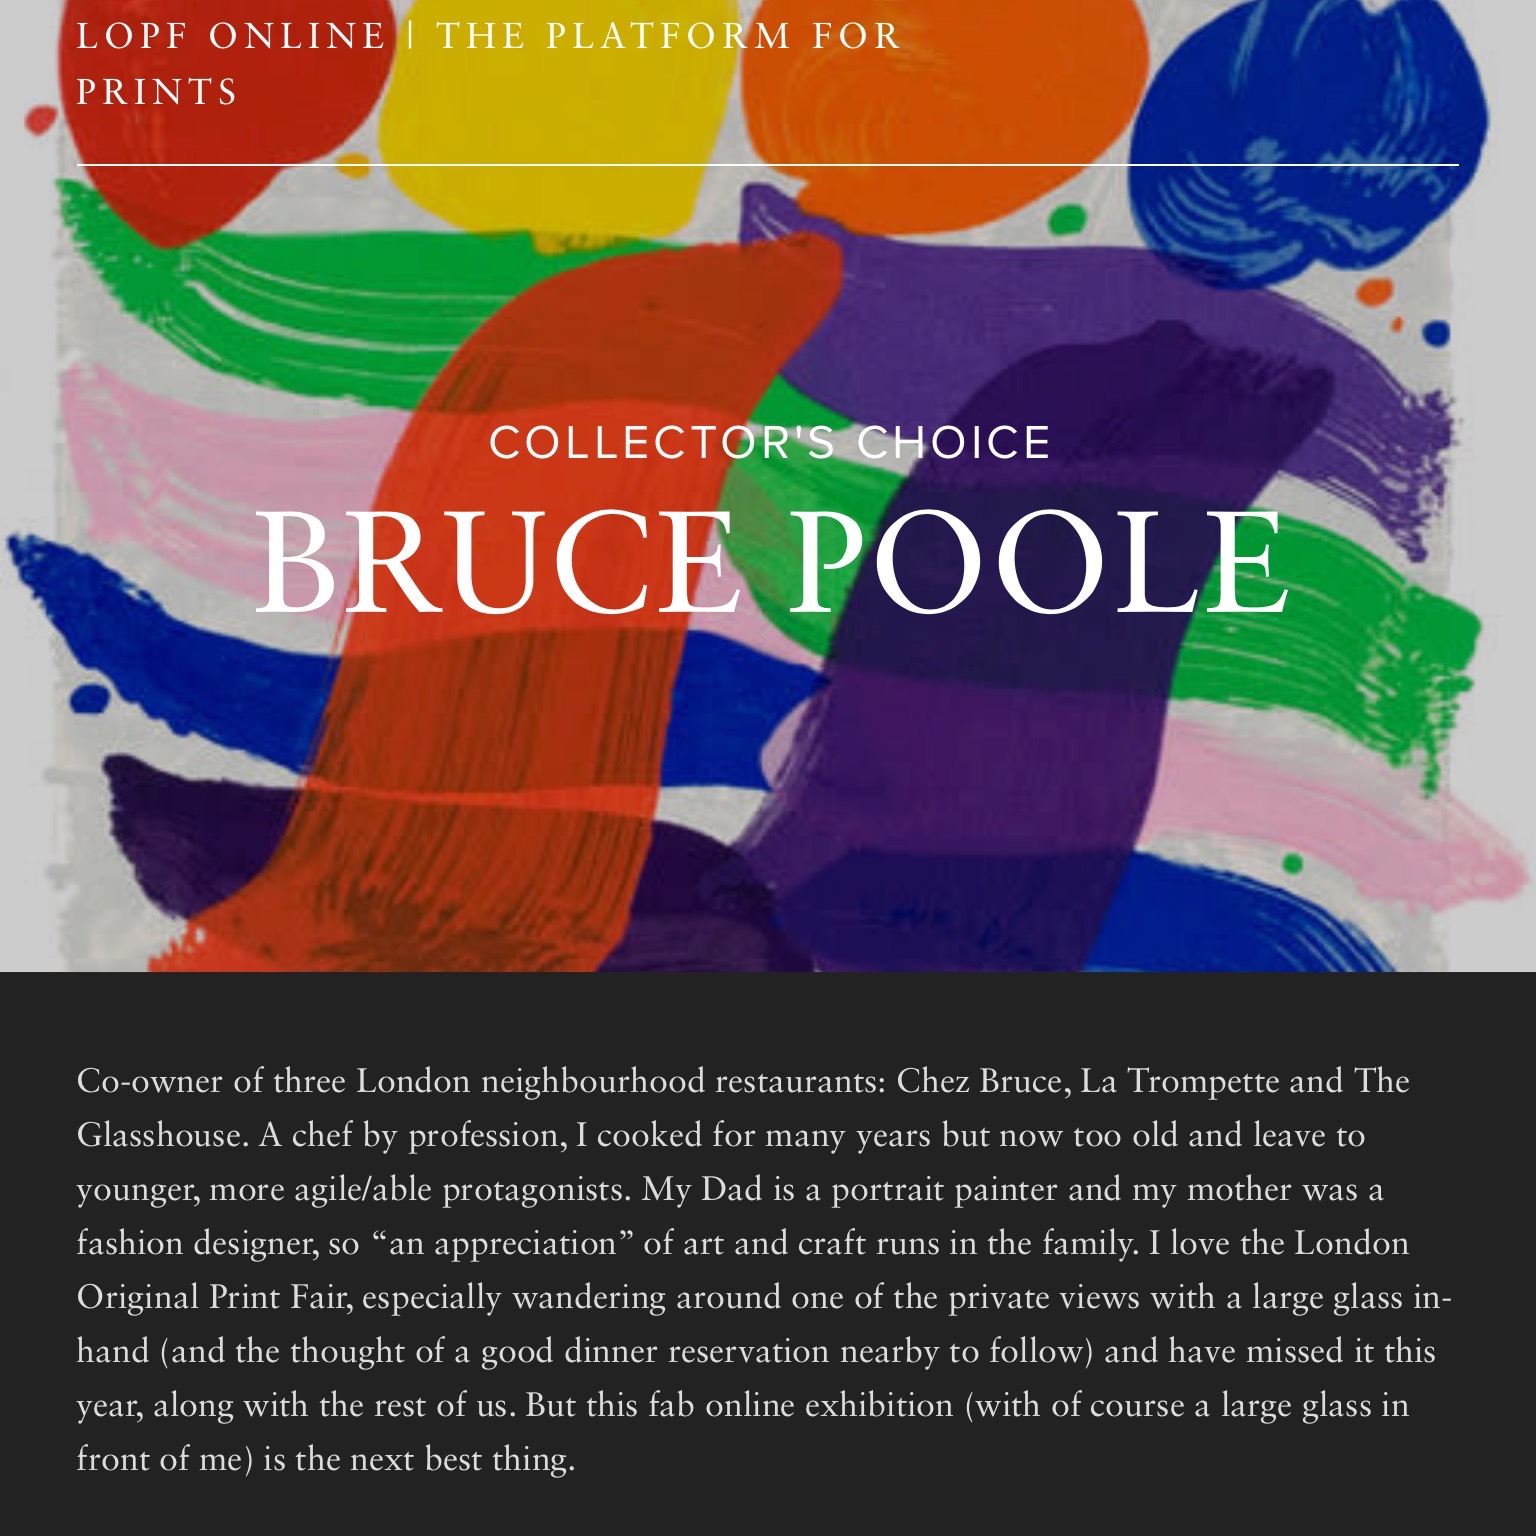 LOPF ONLINE | THE PLATFORM FOR
PRINTS
COLLECTOR'S CHOICE
BRUCE POOLE
Co-owner of three London neighbourhood restaurants: Chez Bruce, La Trompette and The
Glasshouse. A chef by profession, I cooked for many years but now too old and leave to
younger, more agile/able protagonists. My Dad is a portrait painter and my mother was a
fashion designer, so “an appreciation” of art and craft runs in the family. I love the London
Original Print Fair, especially wandering around one of the private views with a large glass in-
hand (and the thought of a good dinner reservation nearby to follow) and have missed it this
year, along with the rest of us. But this fab online exhibition (with of course a large glass in
front of me) is the next best thing.